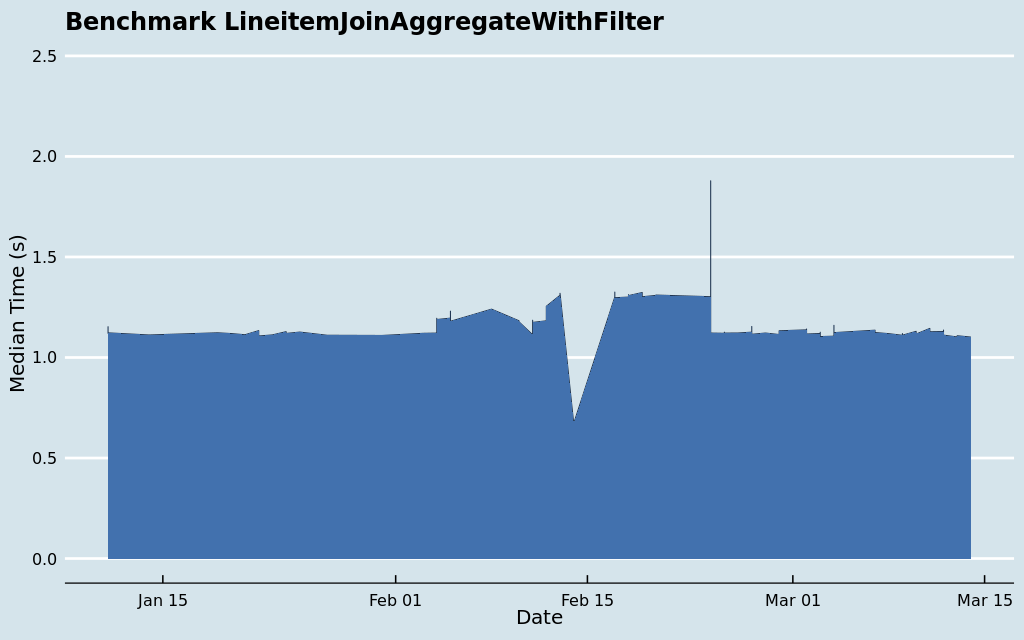 Benchmark LineitemJoinAggregateWithFilter
2.5
2.0
1.5
1.0
0.5
0.0
Median Time (s)
Jan 15
Feb 01
Feb 15
Mar 01
Mar 15
Date